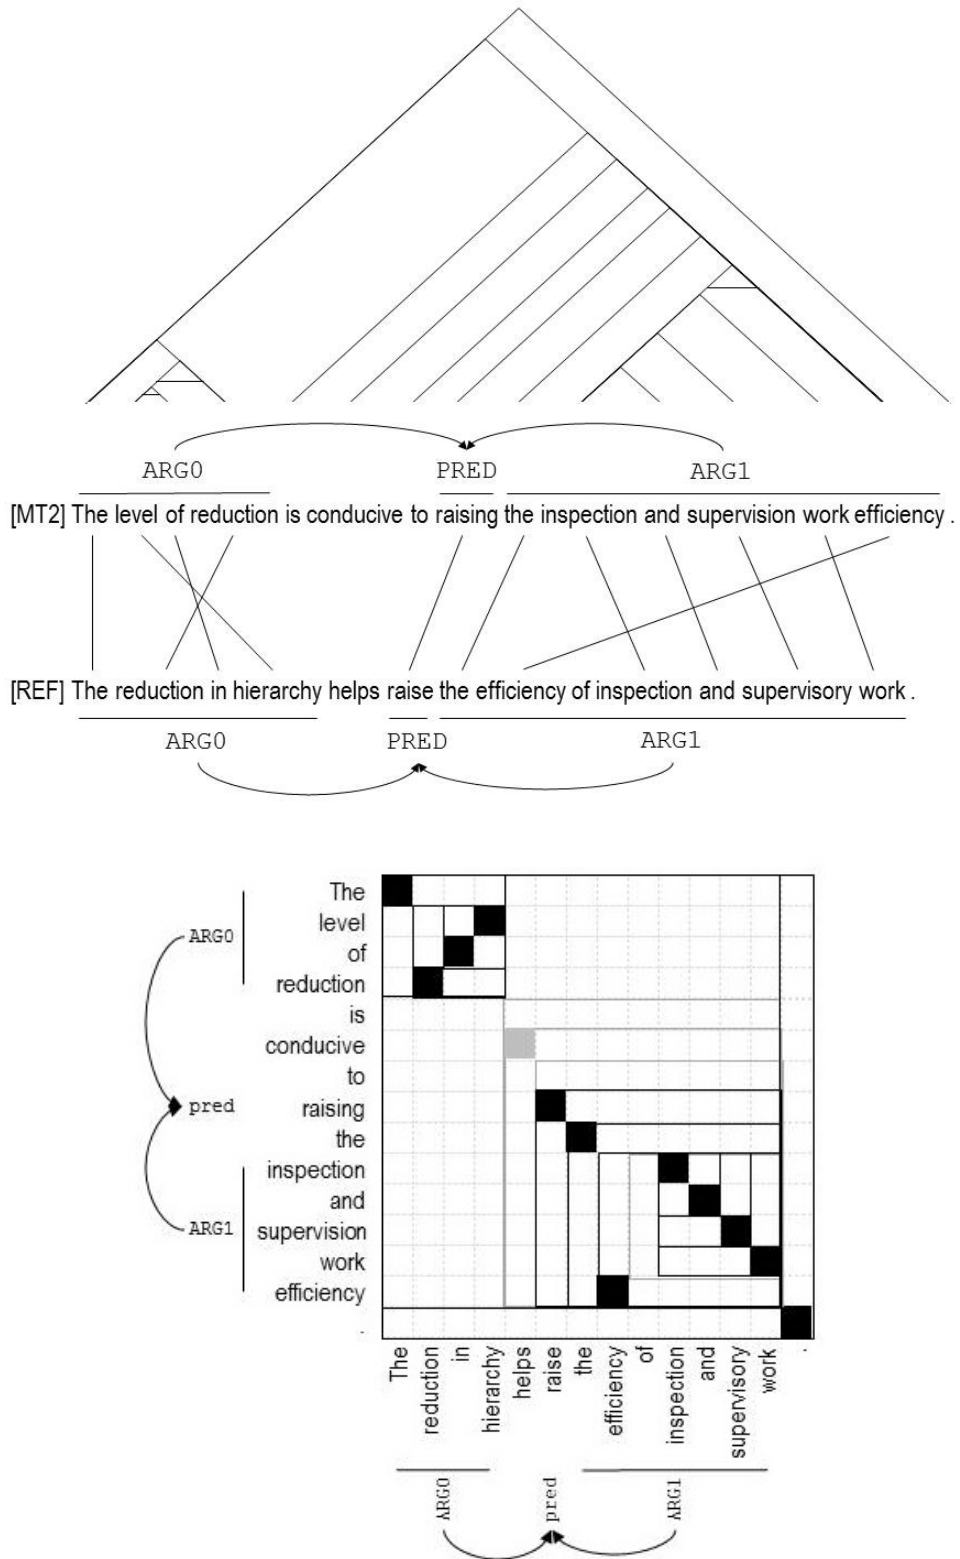 ARG0 PRED ARG1
[MT2] The level of reduction is conducive to raising the inspection and supervision work efficiency .
[REF] The reduction in hierarchy helps raise the efficiency of inspection and supervisory work .
ARG0 PRED ARG1
The
level
ARG0
of
reduction
is
conducive
to
pred
raising
the
inspection
and
ARG1
supervision
work
efficiency
.
The
reduction
in
hierarchy
helps
raise
the
efficiency
of
inspection
and
supervisory
work
.
ARG0
pred
ARG1